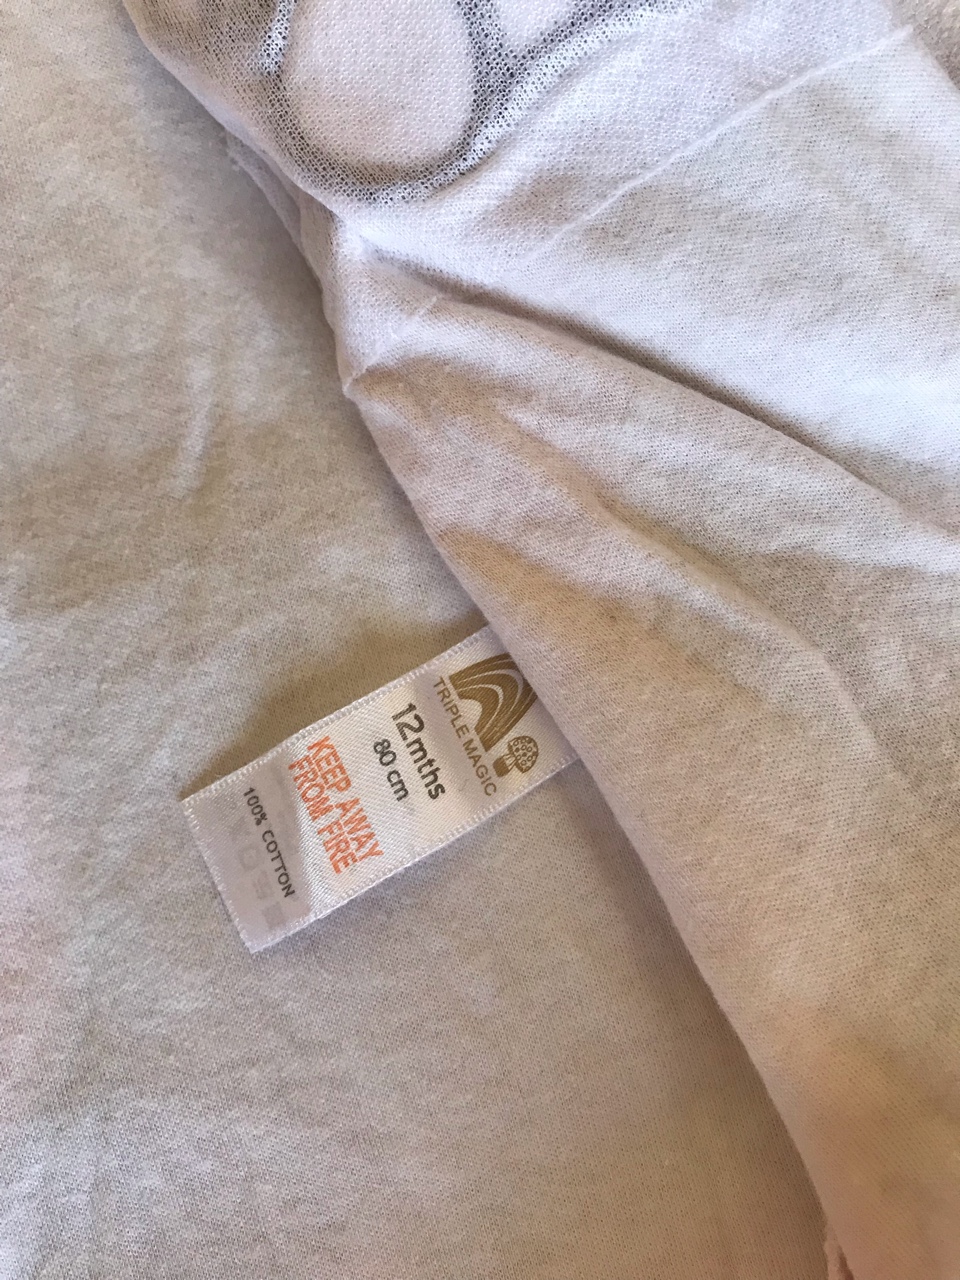 TRIPLE MAGIC
12mths
80 cm
KEEP AWAY
FROM FIRE
100% COTTON